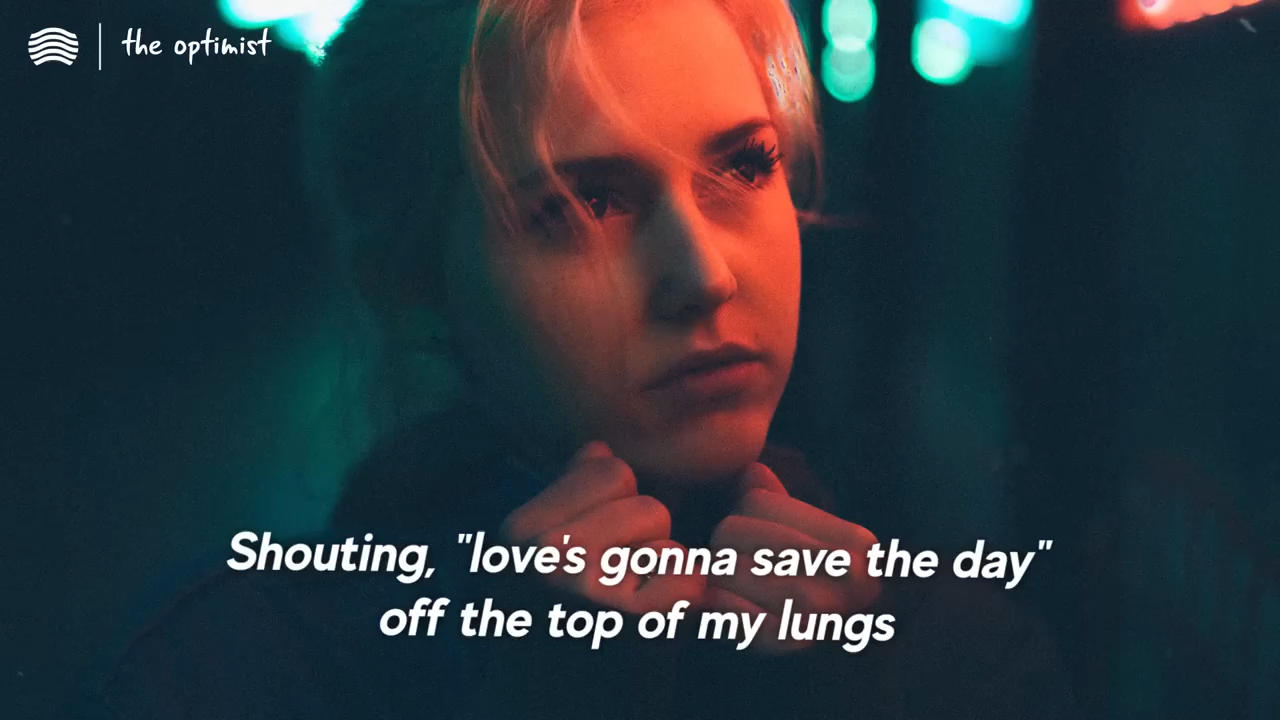 the optimist
Shouting, "love's gonna save the day"
off the top of my lungs